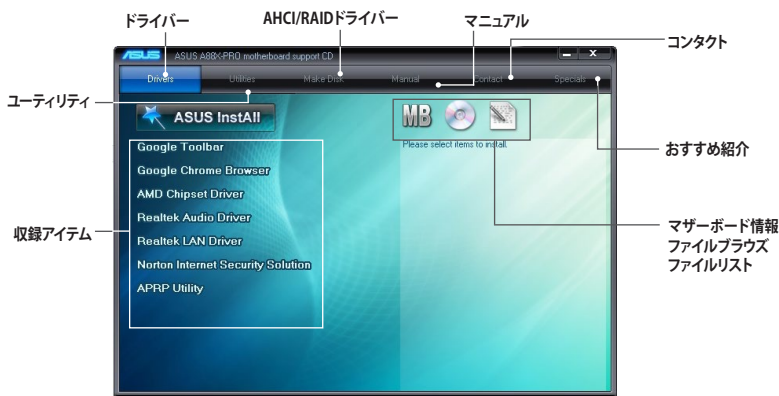 ドライバー
AHCI/RAIDドライバー
マニュアル
コンタクト
ASUS ASUS A88X-PRO motherboard support CD
Drivers Utilities Make Disk Manual Contact Specials
ユーティリティ
ASUS InstAll
MB
Please select items to install.
おすすめ紹介
Google Toolbar
Google Chrome Browser
AMD Chipset Driver
Realtek Audio Driver
Realtek LAN Driver
Norton Internet Security Solution
APRP Utility
収録アイテム
マザーボード情報
ファイルブラウズ
ファイルリスト